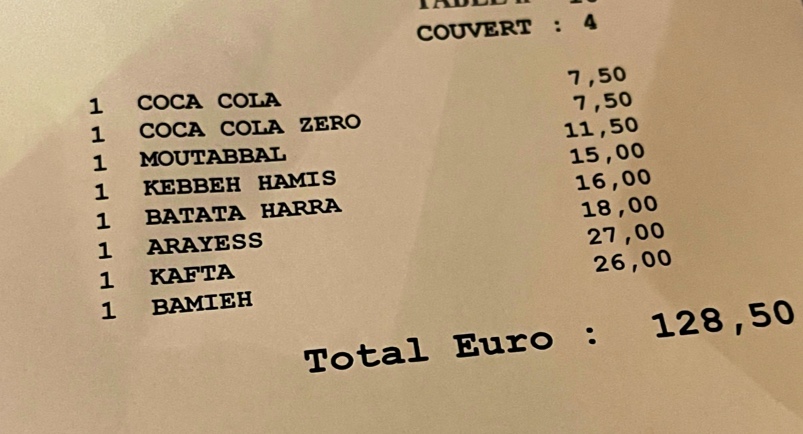 COUVERT : 4
1 COCA COLA 7,50
1 COCA COLA ZERO 7,50
1 MOUTABBAL 11,50
1 KEBBEH HAMIS 15,00
1 BATATA HARRA 16,00
1 ARAYESS 18,00
1 KAFTA 27,00
1 BAMIEH 26,00
Total Euro : 128,50